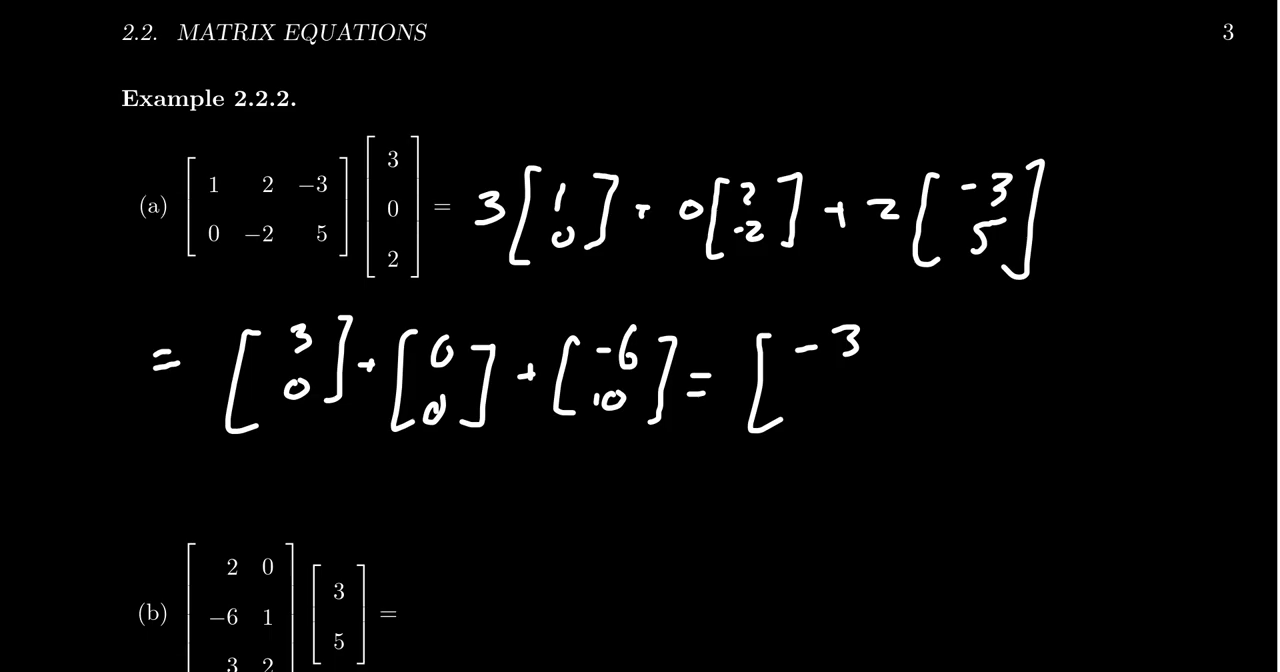 2.2. MATRIX EQUATIONS 3
Example 2.2.2.
(a) [1 2 −3; 0 −2 5] [3; 0; 2] = 3[1; 0] + 0[2; -2] + 2[-3; 5]
= [3; 0] + [0; 0] + [-6; 10] = [-3
(b) [2 0; −6 1; 3 2] [3; 5] =